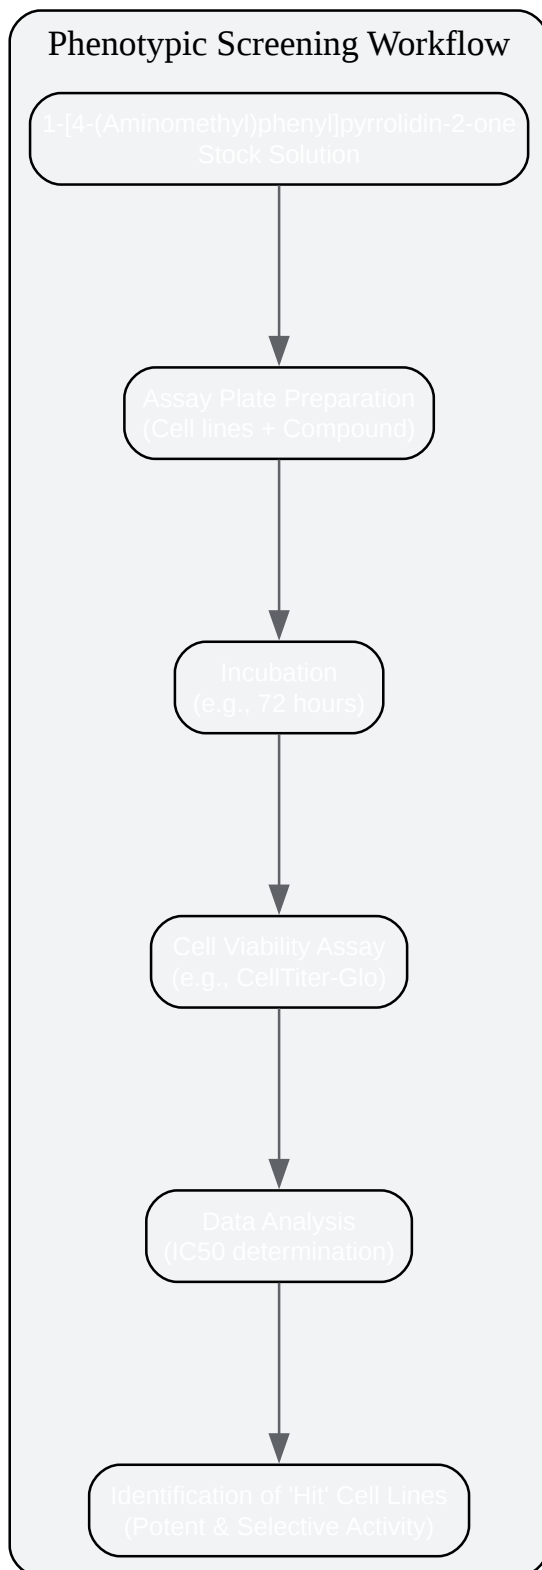 Phenotypic Screening Workflow
1-[4-(Aminomethyl)phenyl]pyrrolidin-2-one
Stock Solution
Assay Plate Preparation
(Cell lines + Compound)
Incubation
(e.g., 72 hours)
Cell Viability Assay
(e.g., CellTiter-Glo)
Data Analysis
(IC50 determination)
Identification of 'Hit' Cell Lines
(Potent & Selective Activity)